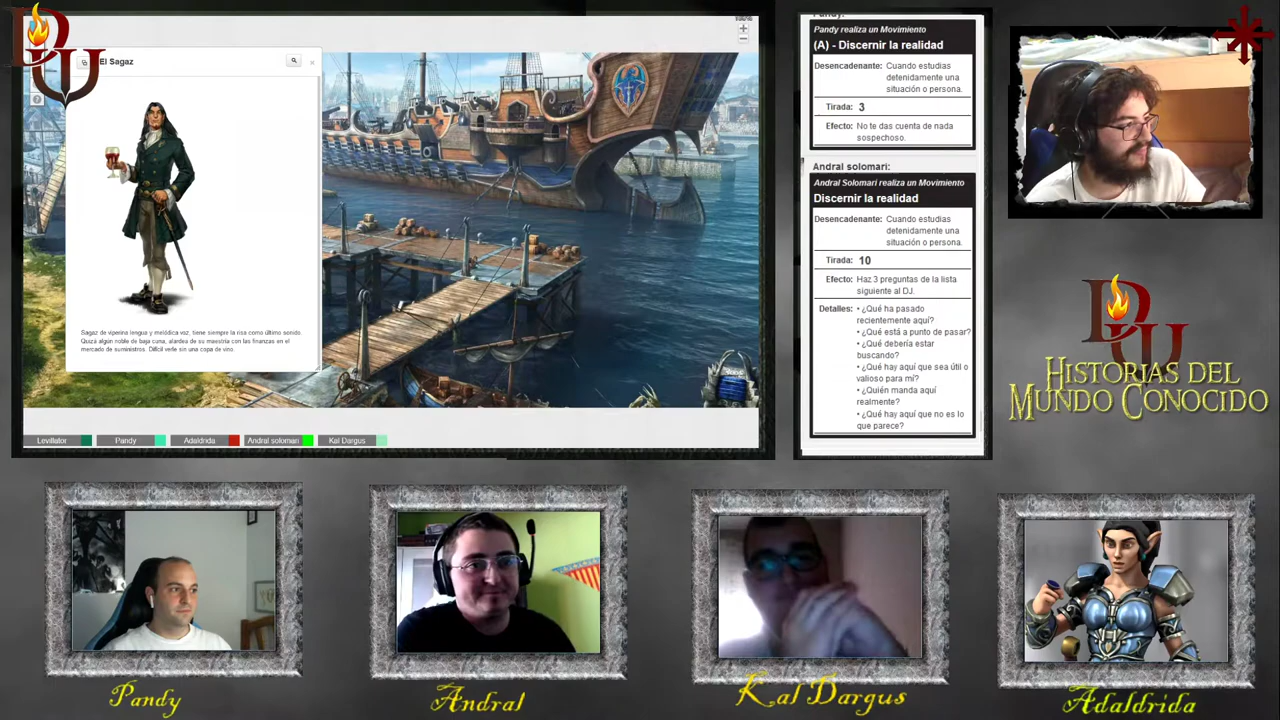 DU
El Sagaz
Sagaz de viperina lengua y melódica voz, tiene siempre la risa como último sonido.
Quizá algún noble de baja cuna, alardea de su maestría con las finanzas en el
mercado de suministros. Difícil verle sin una copa de vino.
100%
Levillator
Pandy
Adaldrida
Andral soloman
Kal Dargus
Pandy:
Pandy realiza un Movimiento
(A) - Discernir la realidad
Desencadenante: Cuando estudias
detenidamente una
situación o persona.
Tirada: 3
Efecto: No te das cuenta de nada
sospechoso.
Andral solomari:
Andral Solomari realiza un Movimiento
Discernir la realidad
Desencadenante: Cuando estudias
detenidamente una
situación o persona.
Tirada: 10
Efecto: Haz 3 preguntas de la lista
siguiente al DJ.
Detalles: • ¿Qué ha pasado
recientemente aquí?
• ¿Qué está a punto de pasar?
• ¿Qué debería estar
buscando?
• ¿Qué hay aquí que sea útil o
valioso para mí?
• ¿Quién manda aquí
realmente?
• ¿Qué hay aquí que no es lo
que parece?
DU
Historias del
Mundo Conocido
Pandy
Andral
Kal Dargus
Adaldrida